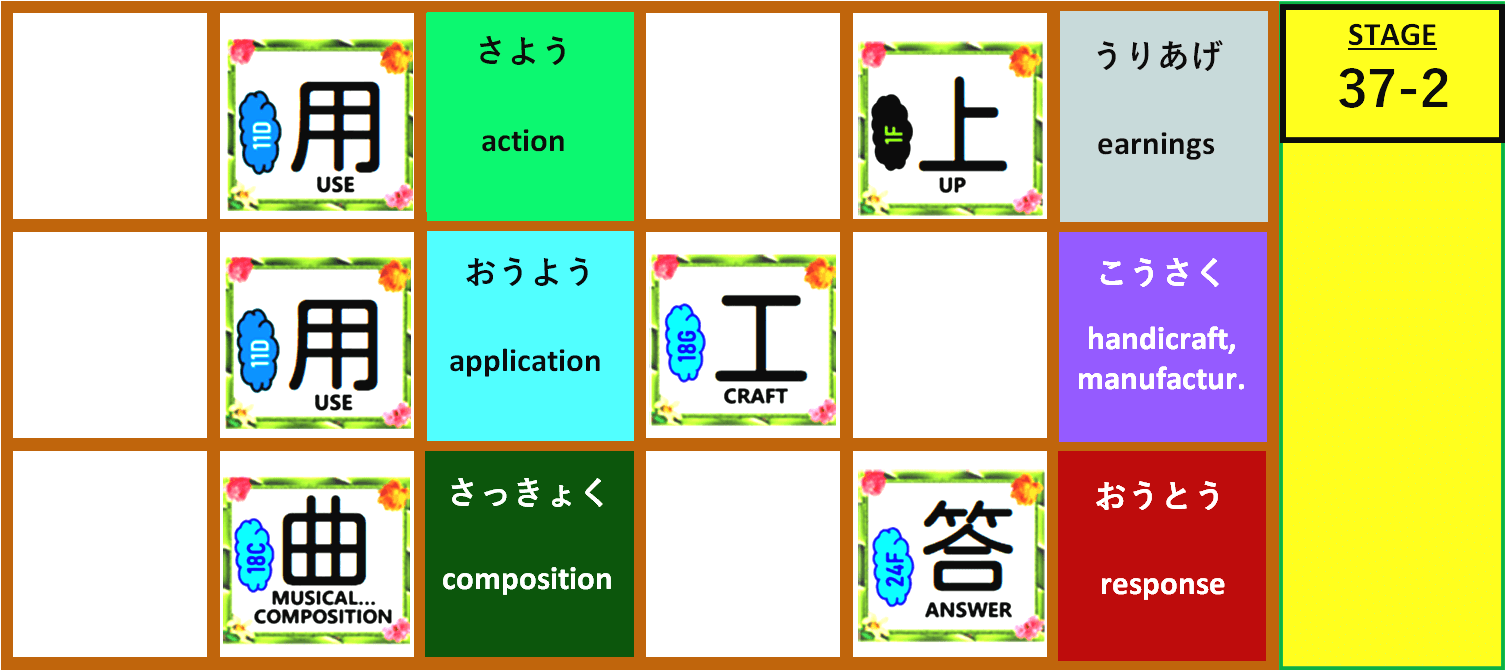 11D
用
USE
さよう
action
1F
上
UP
うりあげ
earnings
STAGE
37-2
11D
用
USE
おうよう
application
18G
工
CRAFT
こうさく
handicraft,
manufactur.
18C
曲
MUSICAL...
COMPOSITION
さっきょく
composition
24F
答
ANSWER
おうとう
response